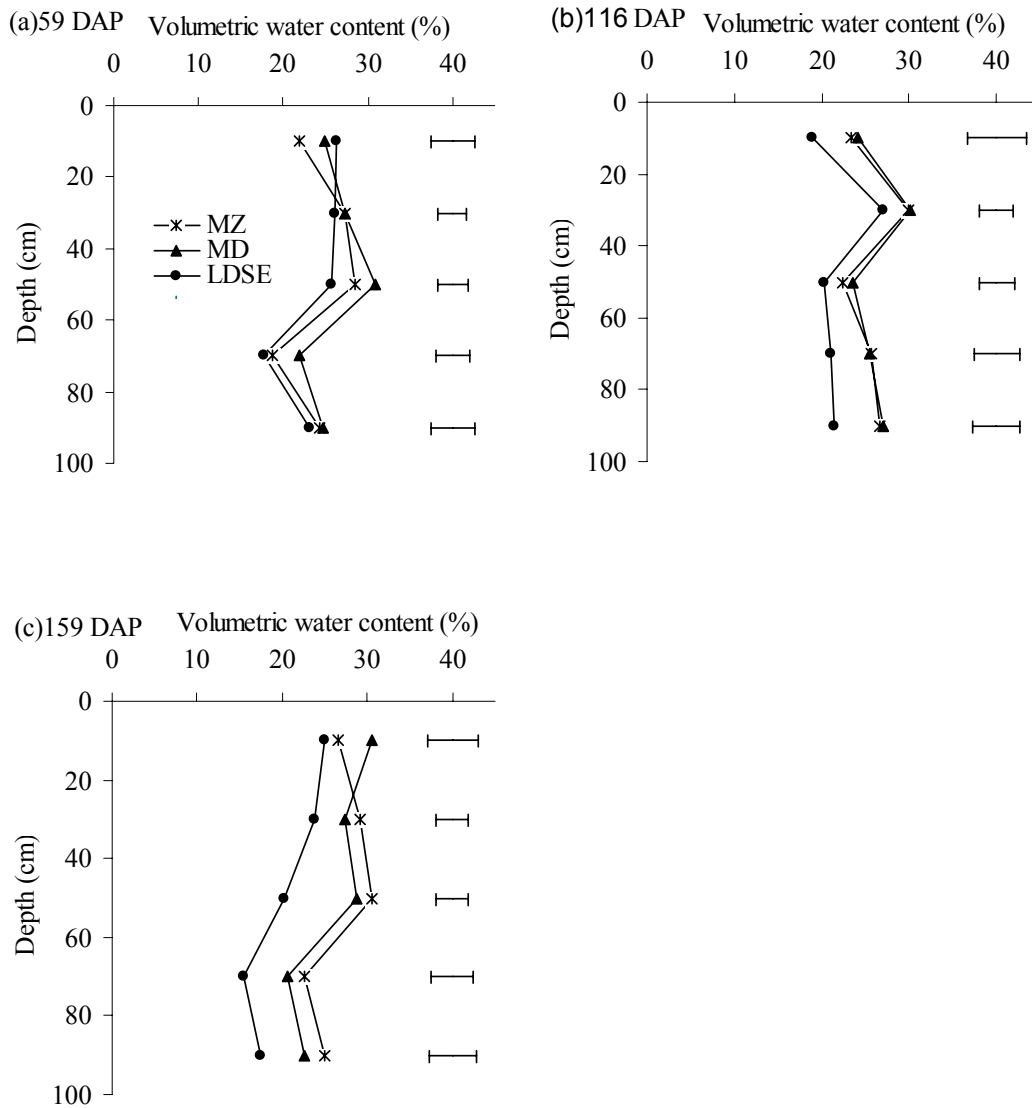 (a)59 DAP Volumetric water content (%)
0 10 20 30 40
0
20
40
60
80
100
Depth (cm)
MZ
MD
LDSE
(b)116 DAP Volumetric water content (%)
0 10 20 30 40
0
20
40
60
80
100
Depth (cm)
(c)159 DAP Volumetric water content (%)
0 10 20 30 40
0
20
40
60
80
100
Depth (cm)